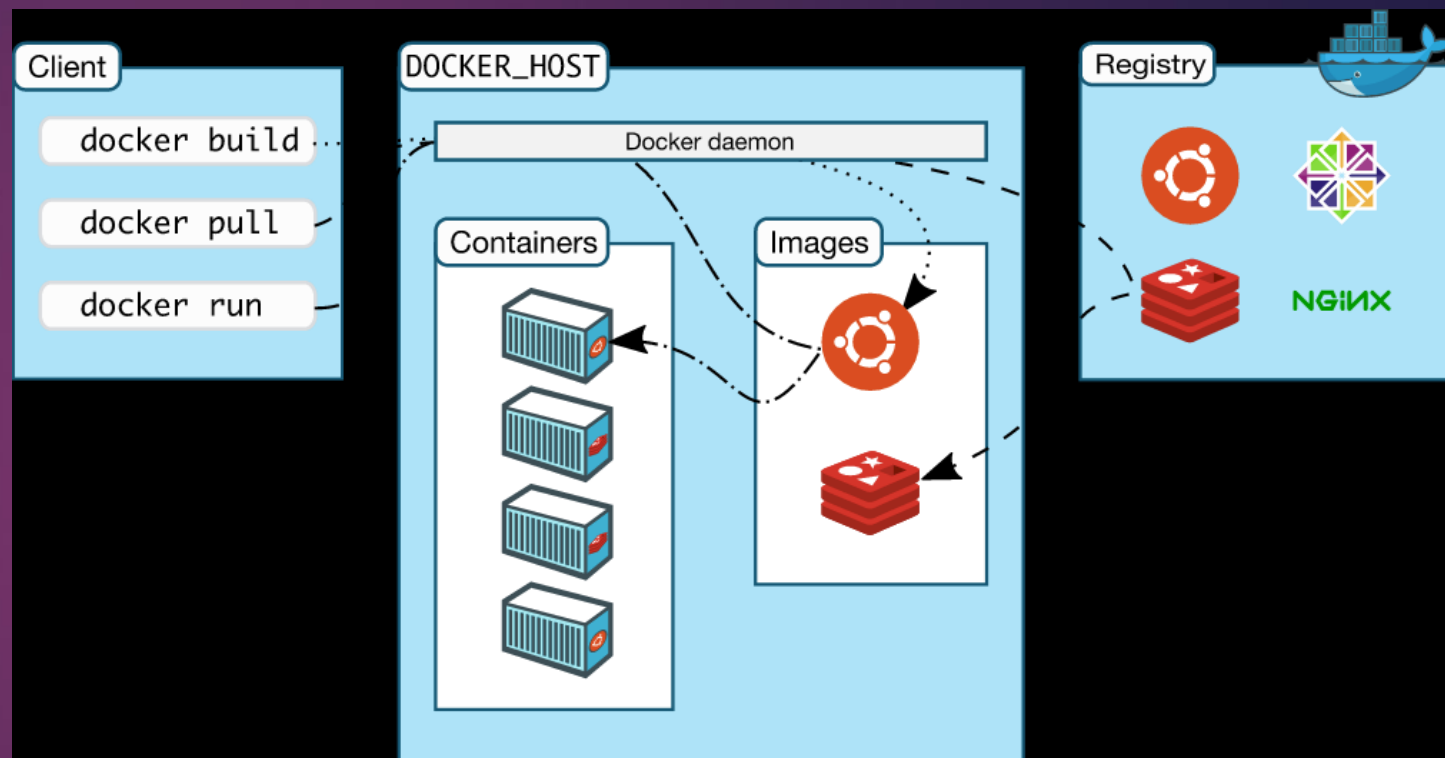 Client
docker build
docker pull
docker run
DOCKER_HOST
Docker daemon
Containers
Images
Registry
NGiNX